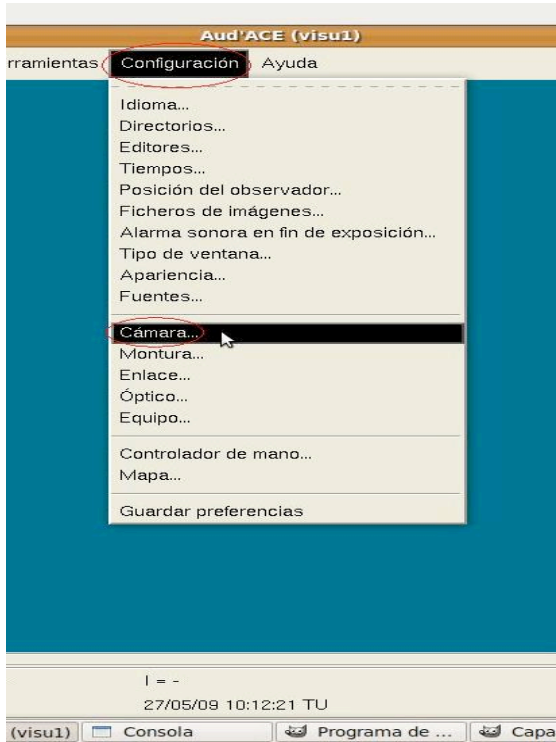 Aud'ACE (visu1)
rramientas Configuración Ayuda
Idioma...
Directorios...
Editores...
Tiempos...
Posición del observador...
Ficheros de imágenes...
Alarma sonora en fin de exposición...
Tipo de ventana...
Apariencia...
Fuentes...
Cámara...
Montura...
Enlace...
Óptico...
Equipo...
Controlador de mano...
Mapa...
Guardar preferencias
I = -
27/05/09 10:12:21 TU
(visu1) Consola Programa de ... Capa